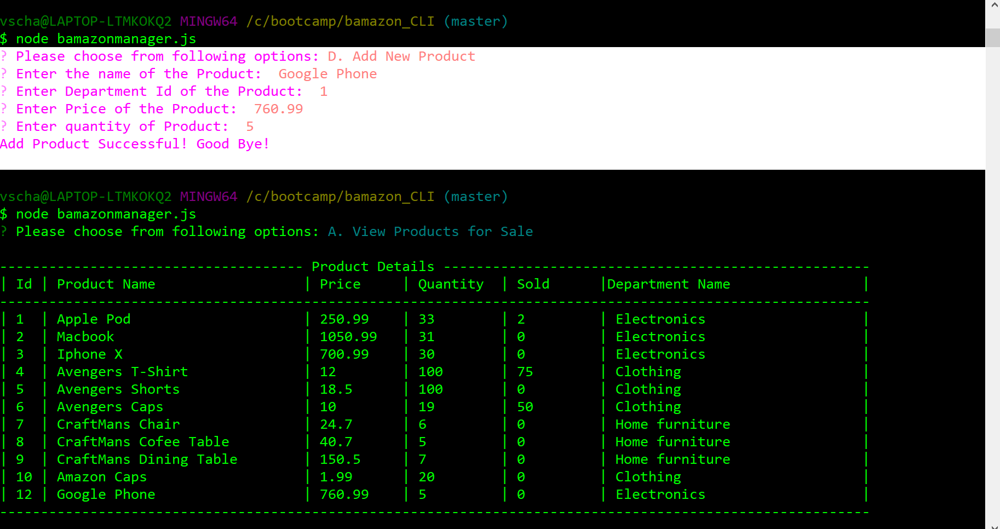 vscha@LAPTOP-LTMKOKQ2 MINGW64 /c/bootcamp/bamazon_CLI (master)
$ node bamazonmanager.js
? Please choose from following options: D. Add New Product
? Enter the name of the Product:  Google Phone
? Enter Department Id of the Product:  1
? Enter Price of the Product:  760.99
? Enter quantity of Product:  5
Add Product Successful! Good Bye!
vscha@LAPTOP-LTMKOKQ2 MINGW64 /c/bootcamp/bamazon_CLI (master)
$ node bamazonmanager.js
? Please choose from following options: A. View Products for Sale
------------------------------------- Product Details ----------------------------------------------------
| Id | Product Name                  | Price     | Quantity  | Sold      |Department Name                |
----------------------------------------------------------------------------------------------------------
| 1  | Apple Pod                     | 250.99    | 33        | 2         | Electronics                   |
| 2  | Macbook                       | 1050.99   | 31        | 0         | Electronics                   |
| 3  | Iphone X                      | 700.99    | 30        | 0         | Electronics                   |
| 4  | Avengers T-Shirt              | 12        | 100       | 75        | Clothing                      |
| 5  | Avengers Shorts               | 18.5      | 100       | 0         | Clothing                      |
| 6  | Avengers Caps                 | 10        | 19        | 50        | Clothing                      |
| 7  | CraftMans Chair               | 24.7      | 6         | 0         | Home furniture                |
| 8  | CraftMans Cofee Table         | 40.7      | 5         | 0         | Home furniture                |
| 9  | CraftMans Dining Table        | 150.5     | 7         | 0         | Home furniture                |
| 10 | Amazon Caps                   | 1.99      | 20        | 0         | Clothing                      |
| 12 | Google Phone                  | 760.99    | 5         | 0         | Electronics                   |
----------------------------------------------------------------------------------------------------------